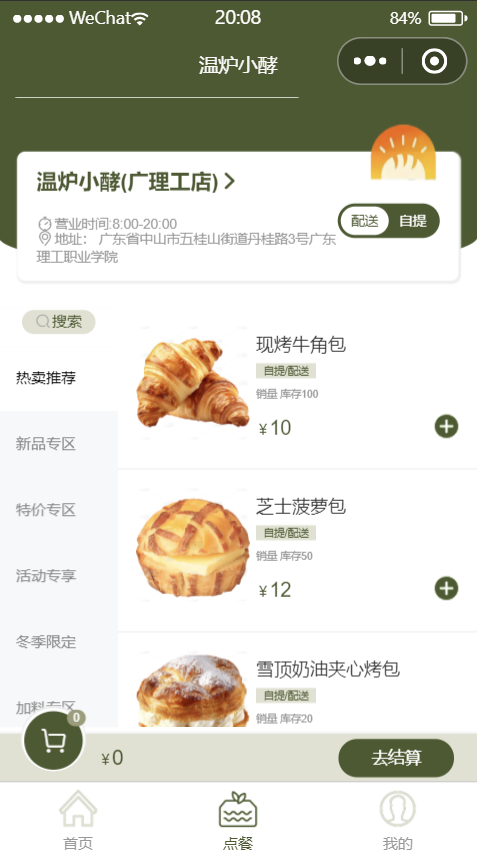 WeChat 20:08 84%
温炉小酵
温炉小酵(广理工店)
营业时间:8:00-20:00
地址： 广东省中山市五桂山街道丹桂路3号广东
理工职业学院
配送 自提
搜索
热卖推荐
新品专区
特价专区
活动专享
冬季限定
加料专区
现烤牛角包
自提/配送
销量 库存100
￥10
芝士菠萝包
自提/配送
销量 库存50
￥12
雪顶奶油夹心烤包
自提/配送
销量 库存20
0
￥0
去结算
首页
点餐
我的